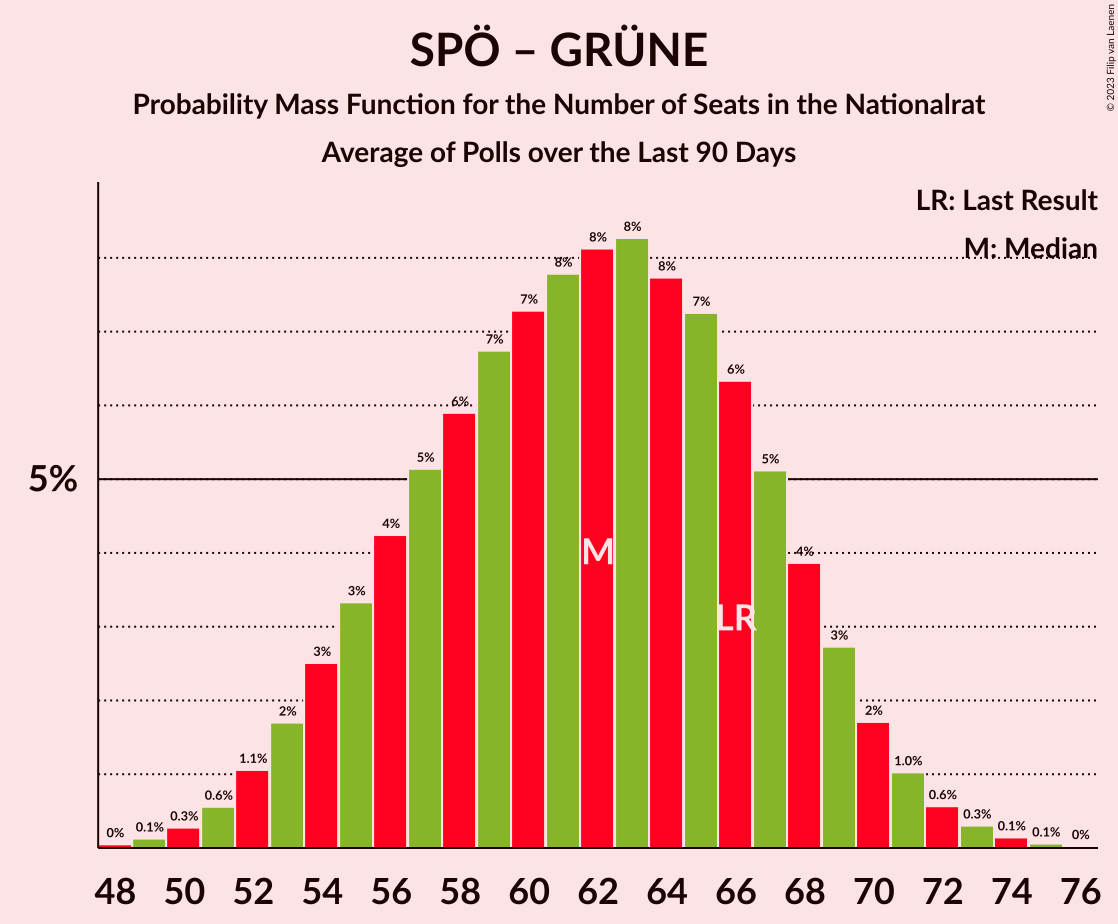 SPÖ – GRÜNE
Probability Mass Function for the Number of Seats in the Nationalrat
Average of Polls over the Last 90 Days
© 2023 Filip van Laenen
LR: Last Result
M: Median
5%
0% 0.1% 0.3% 0.6% 1.1% 2% 3% 3% 4% 5% 6% 7% 7% 8% 8% 8% 8% 7% 6% 5% 4% 3% 2% 1.0% 0.6% 0.3% 0.1% 0.1% 0%
M
LR
48 50 52 54 56 58 60 62 64 66 68 70 72 74 76